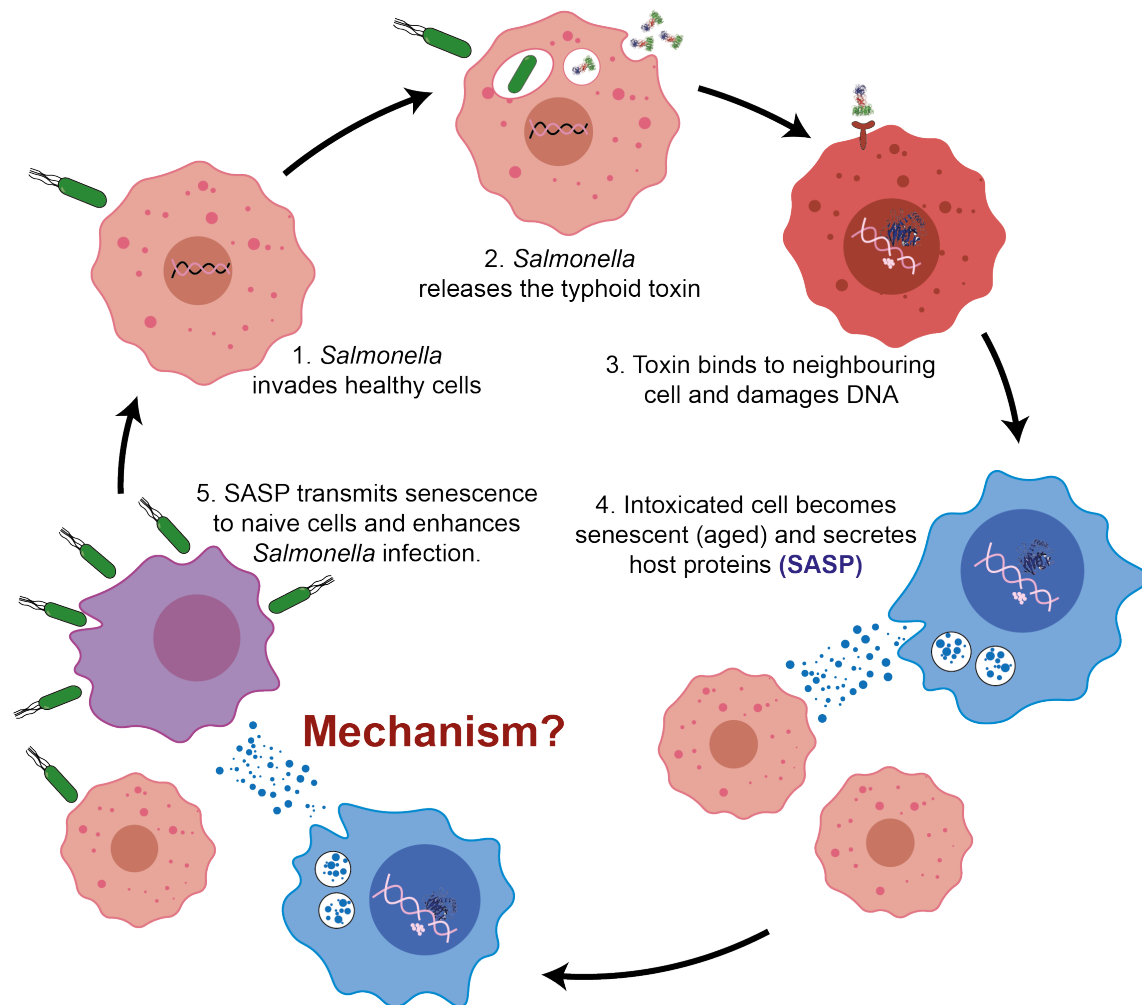 1. Salmonella
invades healthy cells
2. Salmonella
releases the typhoid toxin
3. Toxin binds to neighbouring
cell and damages DNA
4. Intoxicated cell becomes
senescent (aged) and secretes
host proteins (SASP)
5. SASP transmits senescence
to naive cells and enhances
Salmonella infection.
Mechanism?